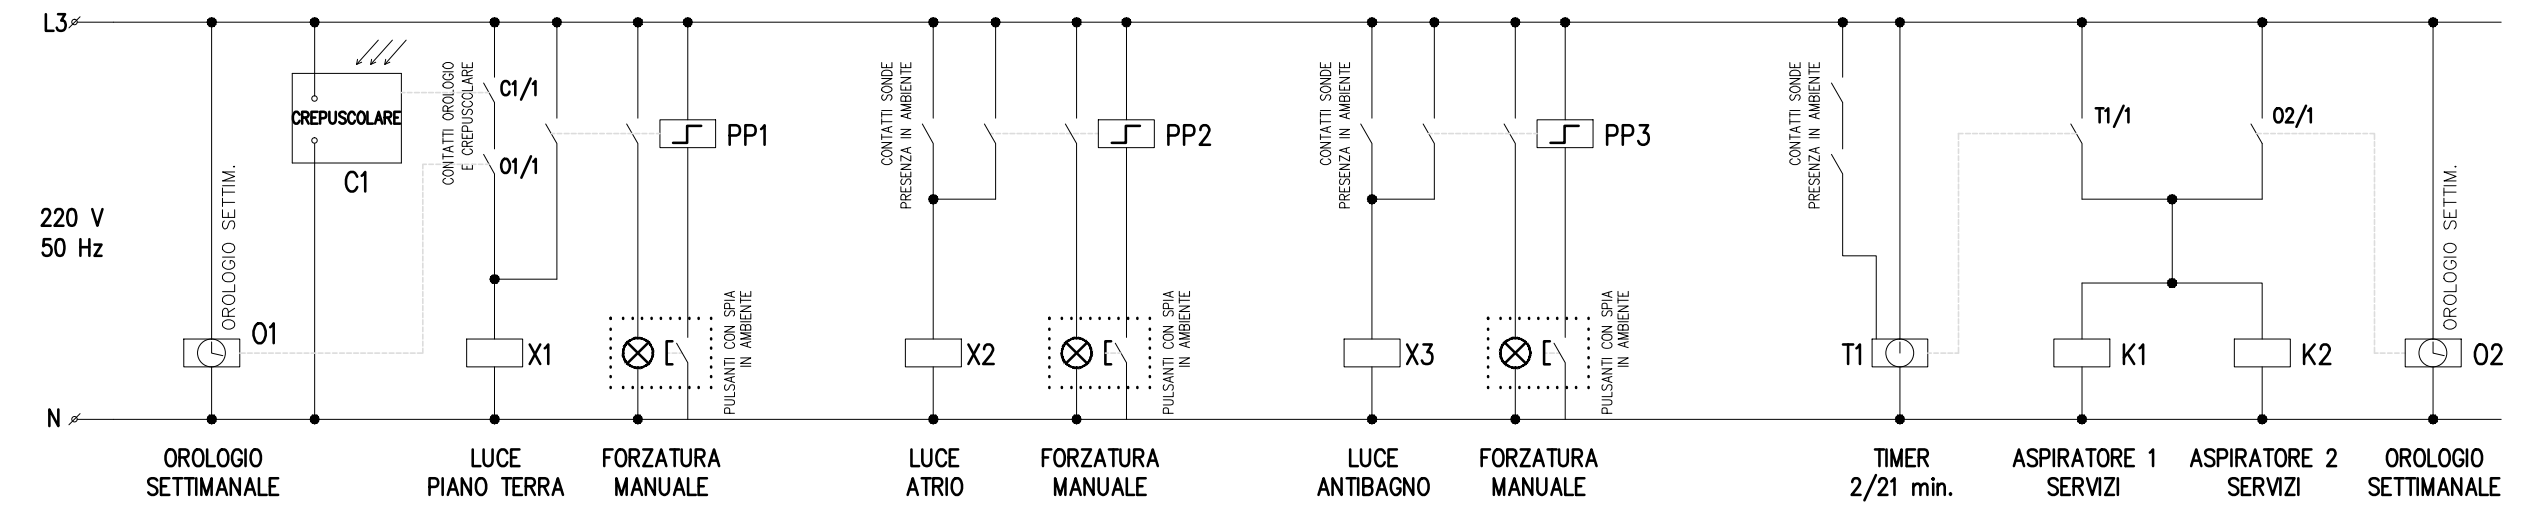 L3
220 V
50 Hz
N
OROLOGIO SETTIM.
O1
CREPUSCOLARE
C1
CONTATTI OROLOGIO
E CREPUSCOLARE
C1/1
O1/1
X1
PP1
PULSANTI CON SPIA
IN AMBIENTE
CONTATTI SONDE
PRESENZA IN AMBIENTE
X2
PP2
PULSANTI CON SPIA
IN AMBIENTE
CONTATTI SONDE
PRESENZA IN AMBIENTE
X3
PP3
PULSANTI CON SPIA
IN AMBIENTE
CONTATTI SONDE
PRESENZA IN AMBIENTE
T1
T1/1
K1
O2/1
K2
OROLOGIO SETTIM.
O2
OROLOGIO
SETTIMANALE
LUCE
PIANO TERRA
FORZATURA
MANUALE
LUCE
ATRIO
FORZATURA
MANUALE
LUCE
ANTIBAGNO
FORZATURA
MANUALE
TIMER
2/21 min.
ASPIRATORE 1
SERVIZI
ASPIRATORE 2
SERVIZI
OROLOGIO
SETTIMANALE